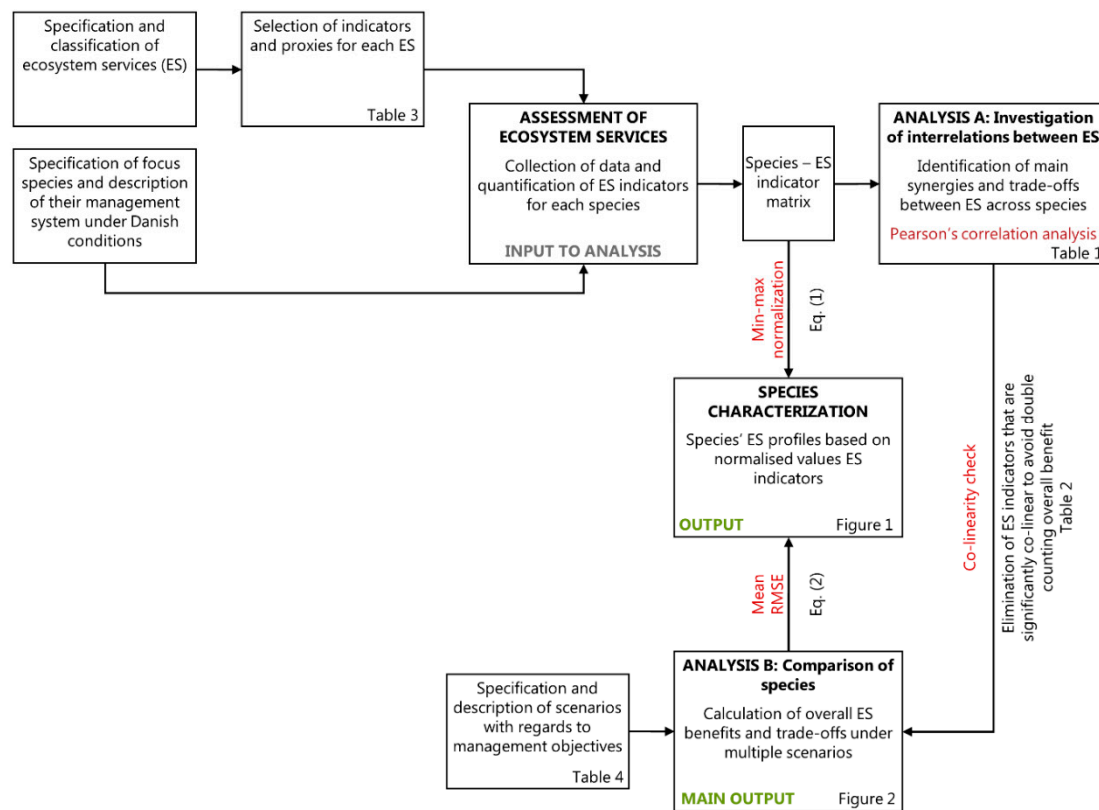 Specification and
classification of
ecosystem services (ES)
Selection of indicators
and proxies for each ES
Table 3
Specification of focus
species and description
of their management
system under Danish
conditions
ASSESSMENT OF
ECOSYSTEM SERVICES
Collection of data and
quantification of ES indicators
for each species
INPUT TO ANALYSIS
Species – ES
indicator
matrix
ANALYSIS A: Investigation
of interrelations between ES
Identification of main
synergies and trade-offs
between ES across species
Pearson's correlation analysis
Table 1
Min-max
normalization
Eq. (1)
SPECIES
CHARACTERIZATION
Species' ES profiles based on
normalised values ES
indicators
OUTPUT
Figure 1
Co-linearity check
Elimination of ES indicators that are
significantly co-linear to avoid double
counting overall benefit
Table 2
Mean
RMSE
Eq. (2)
Specification and
description of scenarios
with regards to
management objectives
Table 4
ANALYSIS B: Comparison of
species
Calculation of overall ES
benefits and trade-offs under
multiple scenarios
MAIN OUTPUT
Figure 2